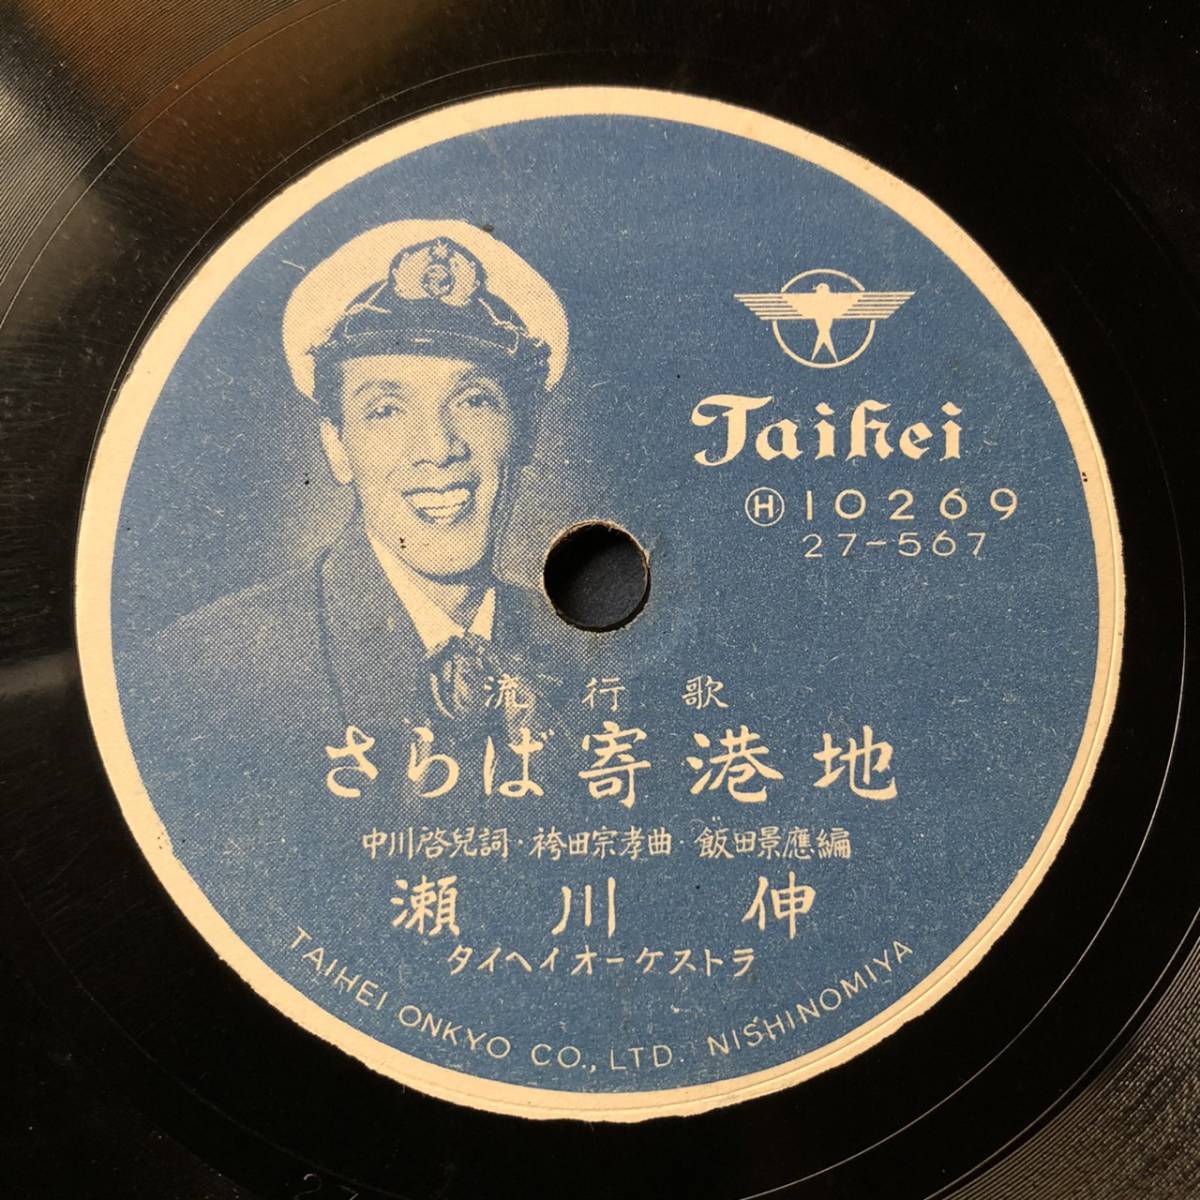 Taihei
Ⓗ10269
27-567
流行歌
さらば寄港地
中川啓兒詞・袴田宗孝曲・飯田景應編
瀬川伸
タイヘイオーケストラ
TAIHEI ONKYO CO., LTD. NISHINOMIYA
27